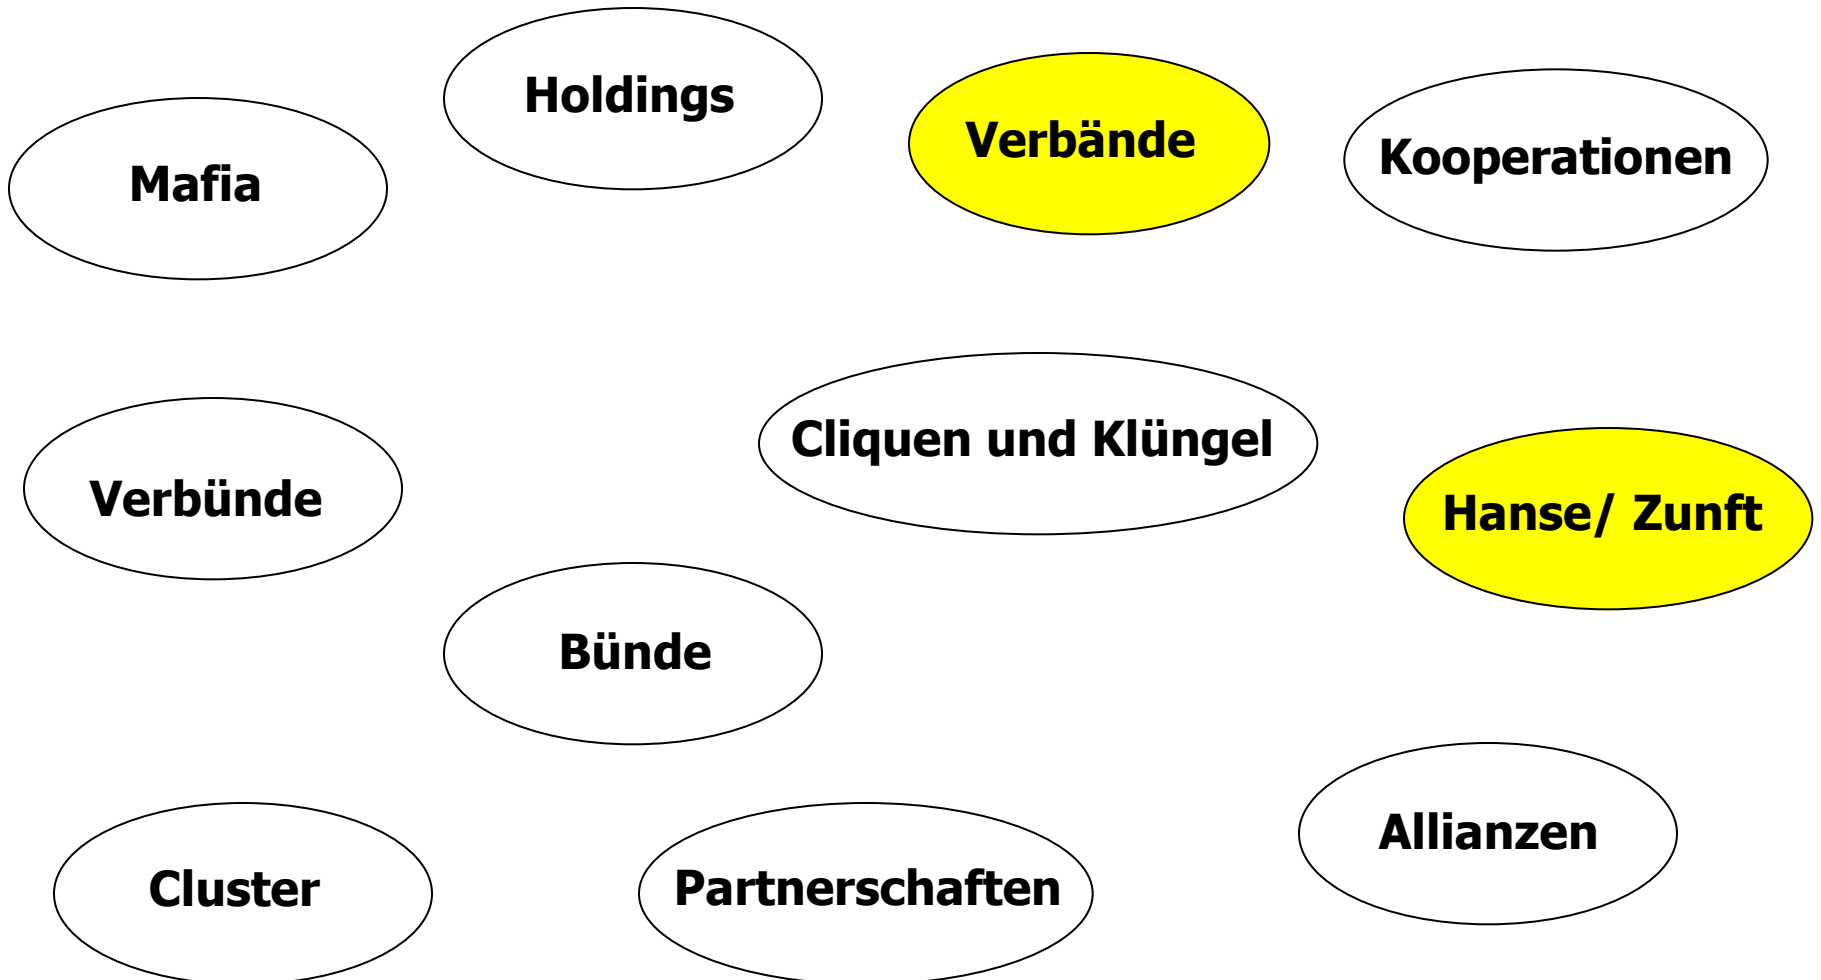 Holdings
Verbände
Kooperationen
Mafia
Cliquen und Klüngel
Verbünde
Hanse/ Zunft
Bünde
Allianzen
Cluster
Partnerschaften